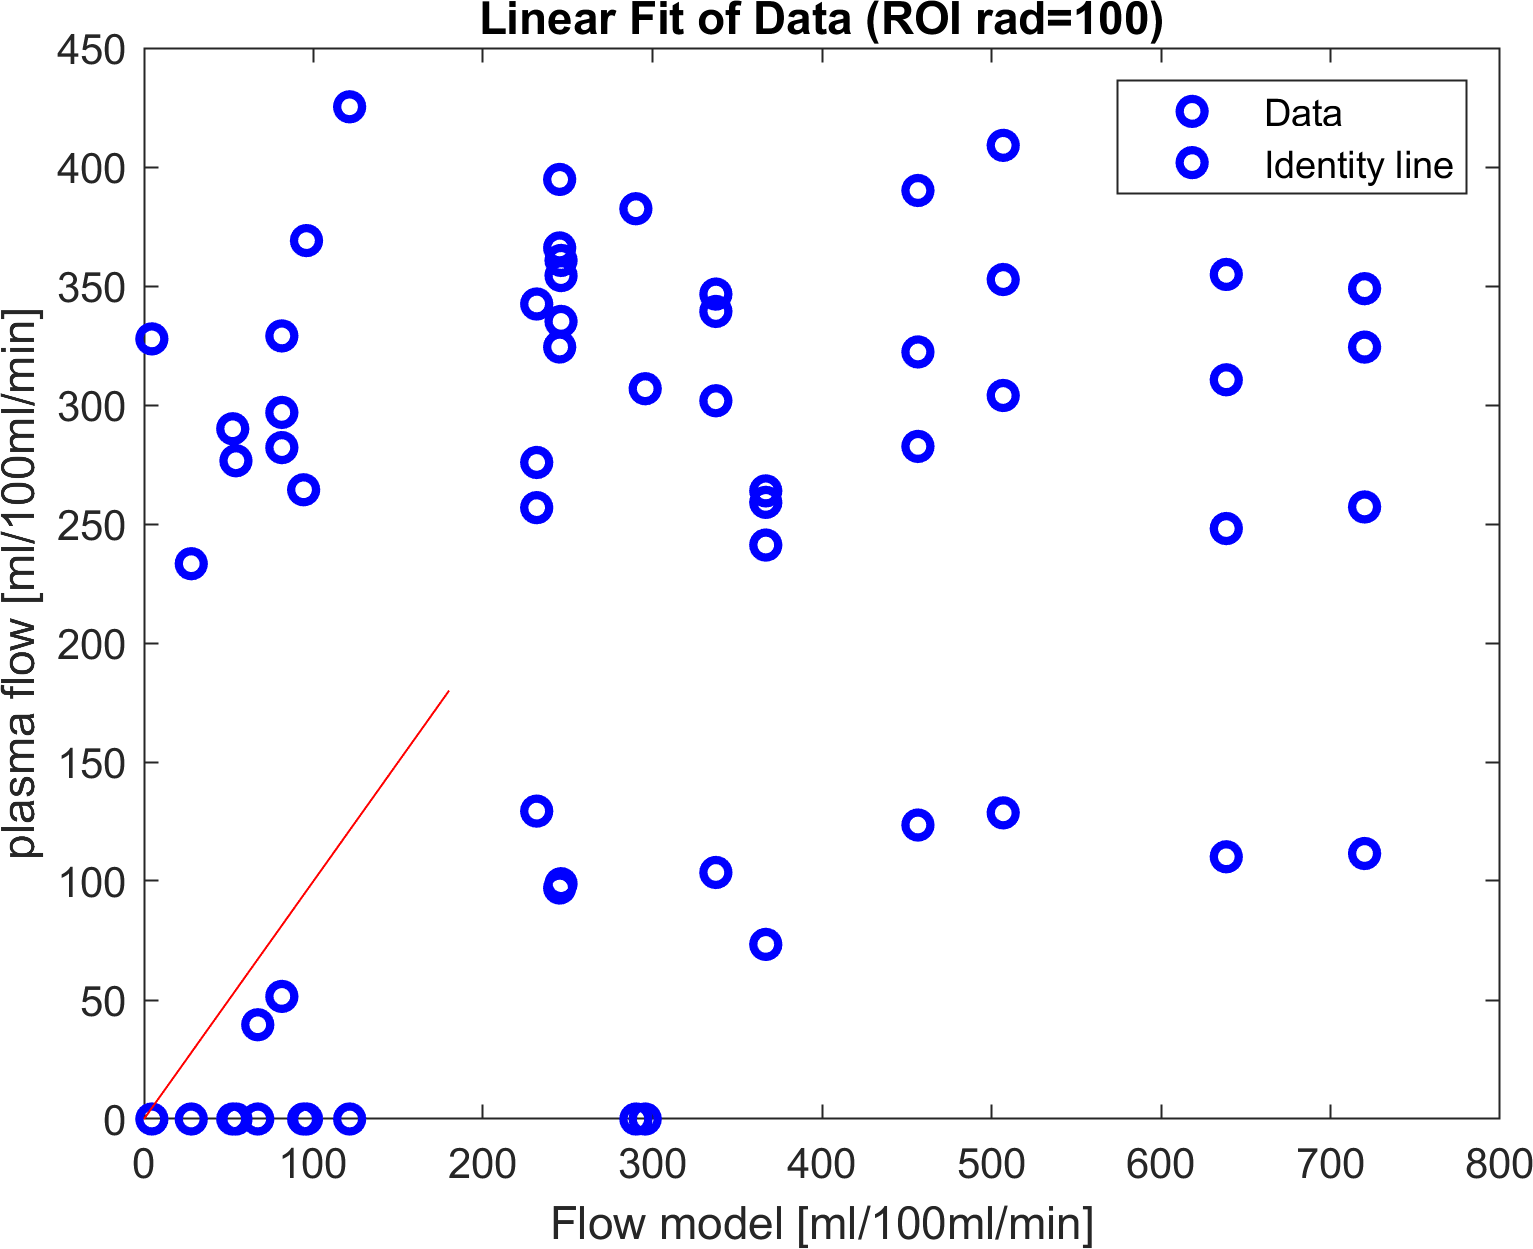 Linear Fit of Data (ROI rad=100)
450
400
350
300
250
200
150
100
50
0
plasma flow [ml/100ml/min]
Data
Identity line
0 100 200 300 400 500 600 700 800
Flow model [ml/100ml/min]